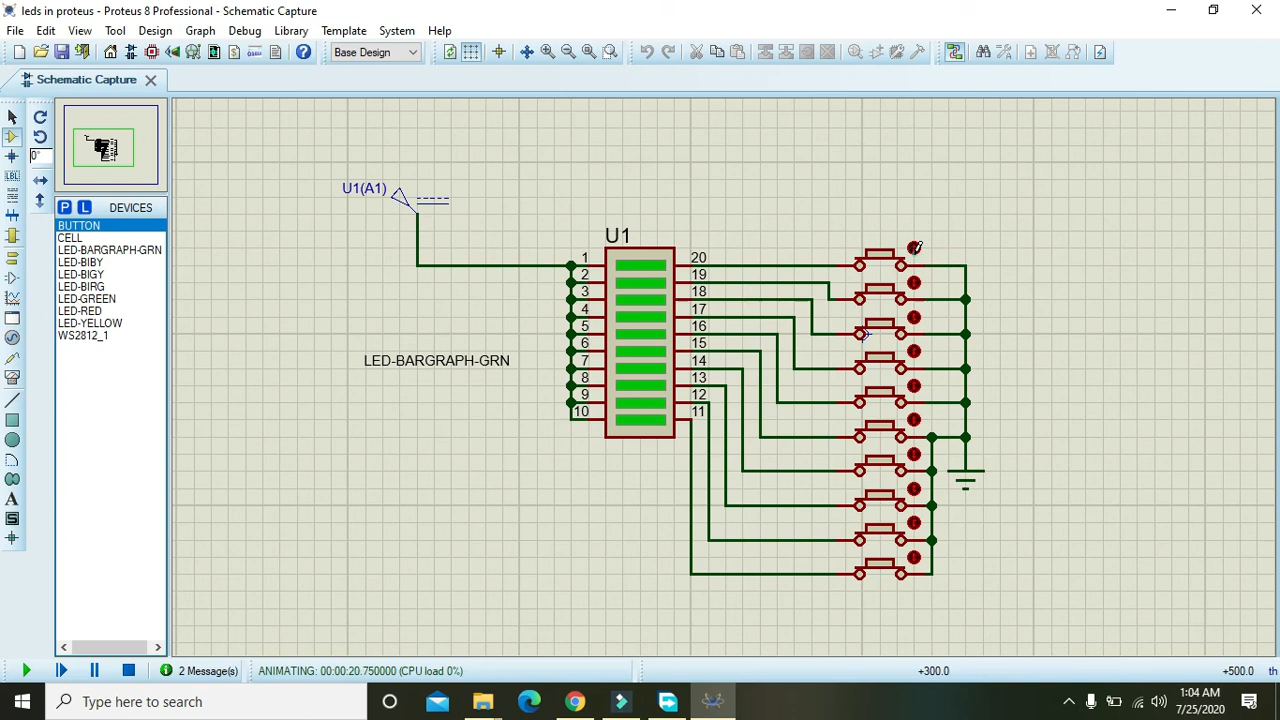 leds in proteus - Proteus 8 Professional - Schematic Capture
File Edit View Tool Design Graph Debug Library Template System Help
Base Design
Schematic Capture
0°
LBL
P L DEVICES
BUTTON
CELL
LED-BARGRAPH-GRN
LED-BIBY
LED-BIGY
LED-BIRG
LED-GREEN
LED-RED
LED-YELLOW
WS2812_1
U1(A1)
U1
1 20
2 19
3 18
4 17
5 16
6 15
7 14
8 13
9 12
10 11
LED-BARGRAPH-GRN
2 Message(s)
ANIMATING: 00:00:20.750000 (CPU load 0%)
+300.0
+500.0
th
Type here to search
1:04 AM
7/25/2020